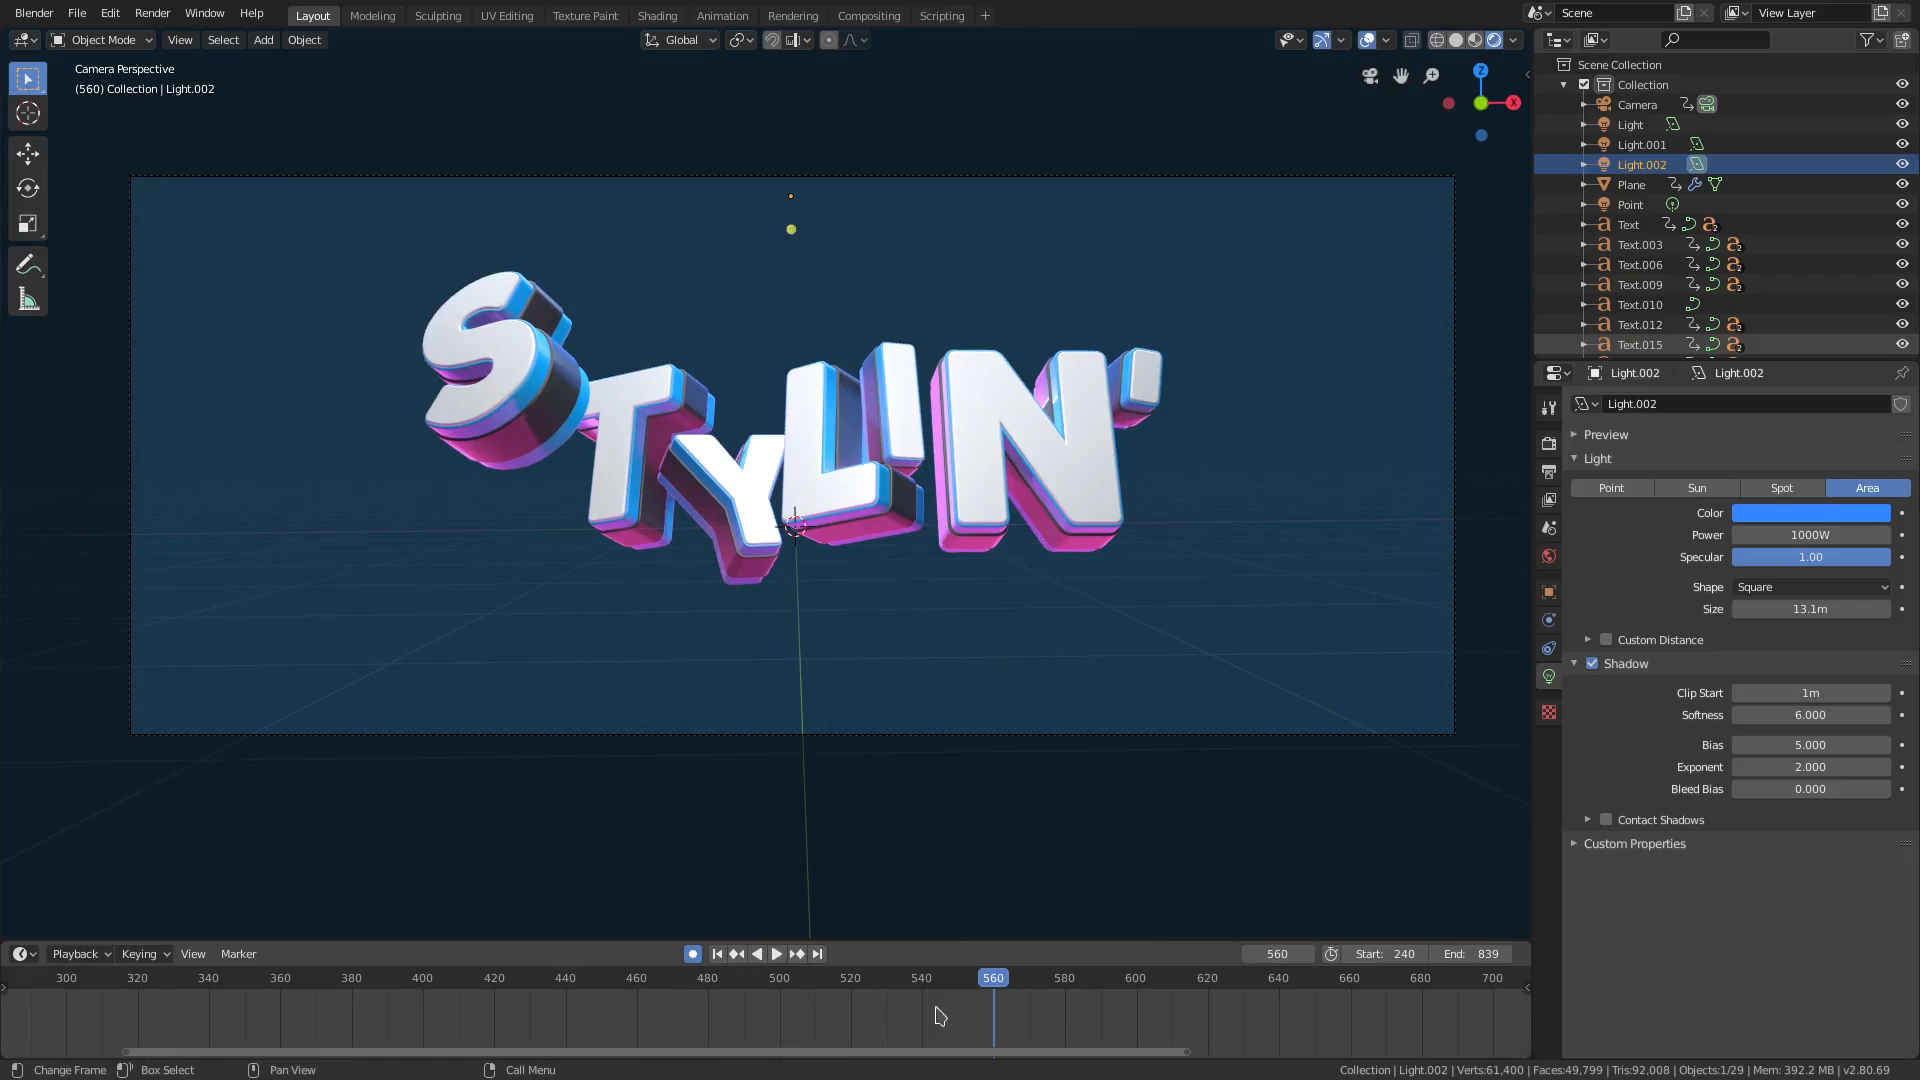 Blender File Edit Render Window Help Layout Modeling Sculpting UV Editing Texture Paint Shading Animation Rendering Compositing Scripting + Scene View Layer
Object Mode View Select Add Object Global
Camera Perspective
(560) Collection | Light.002
Z
X
STYLIN'
Scene Collection
Collection
Camera
Light
Light.001
Light.002
Plane
Point
Text
Text.003
Text.006
Text.009
Text.010
Text.012
Text.015
Light.002 Light.002
Light.002
Preview
Light
Point Sun Spot Area
Color
Power 1000W
Specular 1.00
Shape Square
Size 13.1m
Custom Distance
Shadow
Clip Start 1m
Softness 6.000
Bias 5.000
Exponent 2.000
Bleed Bias 0.000
Contact Shadows
Custom Properties
Playback Keying View Marker 560 Start: 240 End: 839
300 320 340 360 380 400 420 440 460 480 500 520 540 560 580 600 620 640 660 680 700
Change Frame Box Select Pan View Call Menu Collection | Light.002 | Verts:61,400 | Faces:49,799 | Tris:92,008 | Objects:1/29 | Mem: 392.2 MB | v2.80.69